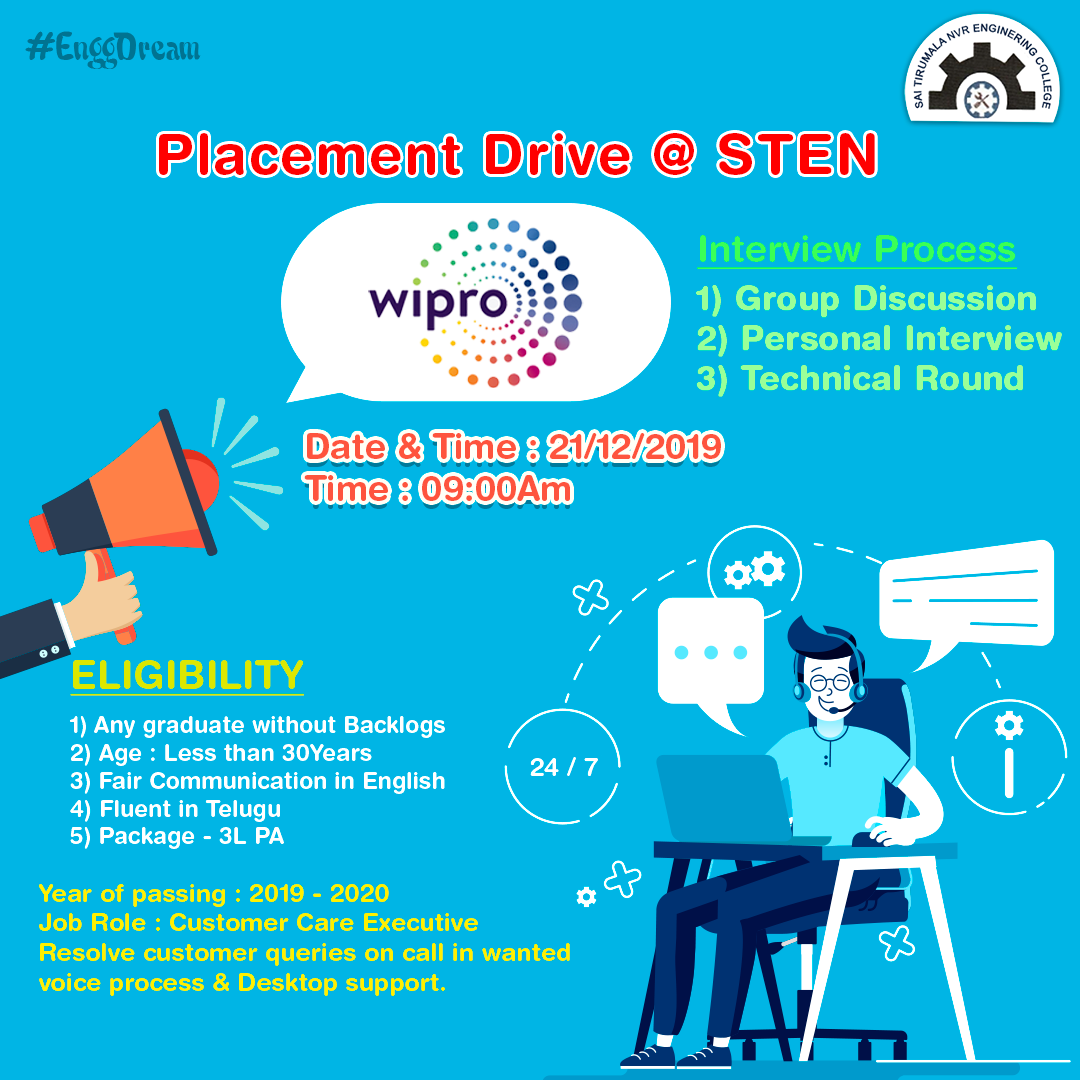 #EnggDream
SAI TIRUMALA NVR ENGINERING COLLEGE
Placement Drive @ STEN
wipro
Interview Process
1) Group Discussion
2) Personal Interview
3) Technical Round
Date & Time : 21/12/2019
Time : 09:00Am
ELIGIBILITY
1) Any graduate without Backlogs
2) Age : Less than 30Years
3) Fair Communication in English
4) Fluent in Telugu
5) Package - 3L PA
24 / 7
Year of passing : 2019 - 2020
Job Role : Customer Care Executive
Resolve customer queries on call in wanted
voice process & Desktop support.